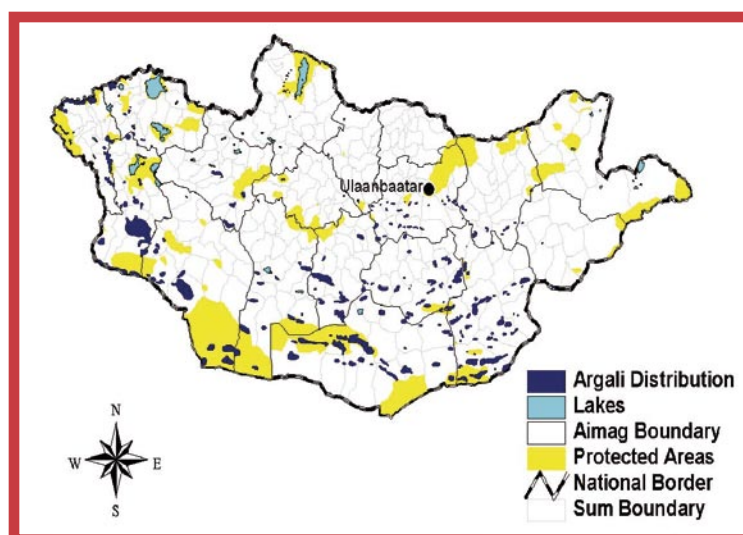 Ulaanbaatar
Argali Distribution
Lakes
Aimag Boundary
Protected Areas
National Border
Sum Boundary
N
W E
S